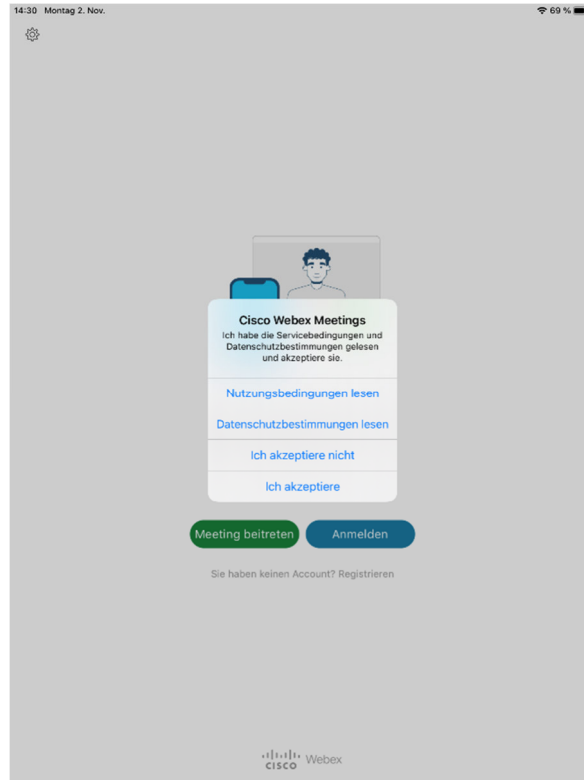 14:30 Montag 2. Nov. 69 %
Cisco Webex Meetings
Ich habe die Servicebedingungen und
Datenschutzbestimmungen gelesen
und akzeptiere sie.
Nutzungsbedingungen lesen
Datenschutzbestimmungen lesen
Ich akzeptiere nicht
Ich akzeptiere
Meeting beitreten Anmelden
Sie haben keinen Account? Registrieren
CISCO Webex